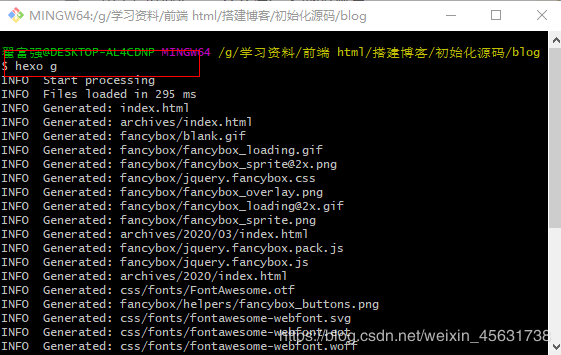 MINGW64:/g/学习资料/前端 html/搭建博客/初始化源码/blog
翟富强@DESKTOP-AL4CDNP MINGW64 /g/学习资料/前端 html/搭建博客/初始化源码/blog
$ hexo g
INFO  Start processing
INFO  Files loaded in 295 ms
INFO  Generated: index.html
INFO  Generated: archives/index.html
INFO  Generated: fancybox/blank.gif
INFO  Generated: fancybox/fancybox_loading.gif
INFO  Generated: fancybox/fancybox_sprite@2x.png
INFO  Generated: fancybox/jquery.fancybox.css
INFO  Generated: fancybox/fancybox_overlay.png
INFO  Generated: fancybox/fancybox_loading@2x.gif
INFO  Generated: fancybox/fancybox_sprite.png
INFO  Generated: archives/2020/03/index.html
INFO  Generated: fancybox/jquery.fancybox.pack.js
INFO  Generated: fancybox/jquery.fancybox.js
INFO  Generated: archives/2020/index.html
INFO  Generated: css/fonts/FontAwesome.otf
INFO  Generated: fancybox/helpers/fancybox_buttons.png
INFO  Generated: css/fonts/fontawesome-webfont.svg
INFO  Generated: css/fonts/fontawesome-webfont.eot
INFO  Generated: css/fonts/fontawesome-webfont.woff
https://blog.csdn.net/weixin_45631738